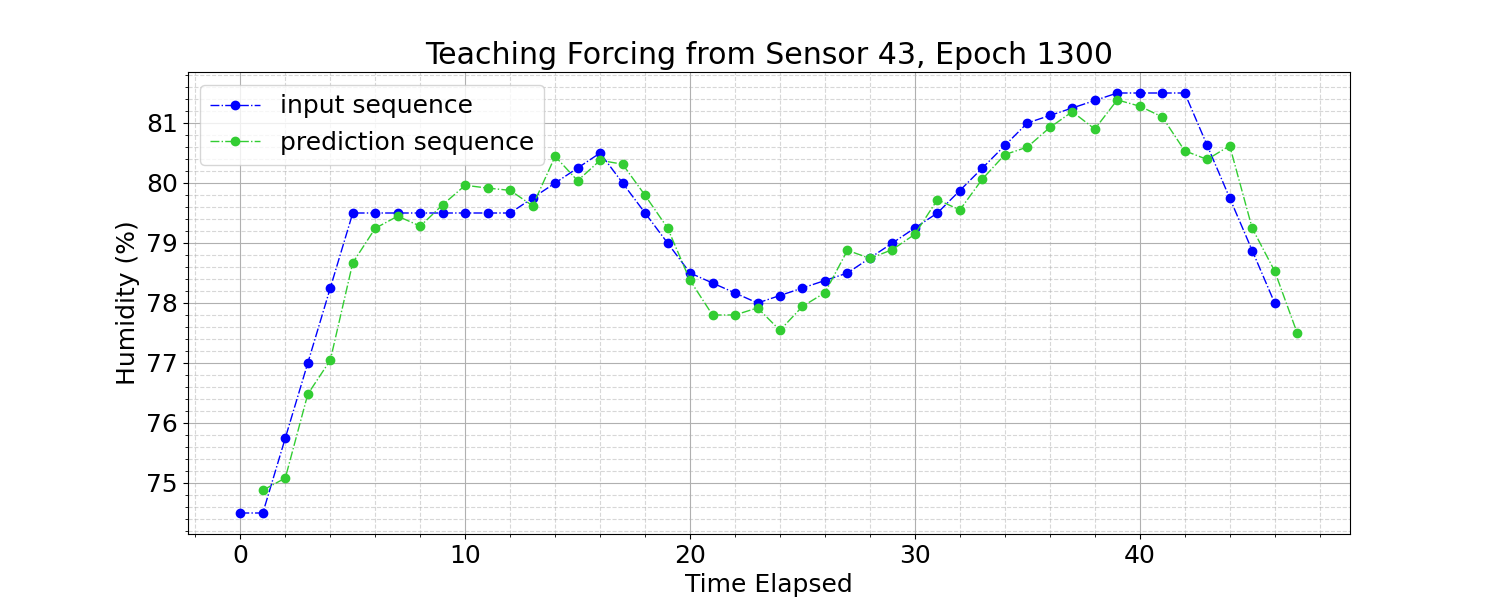 Teaching Forcing from Sensor 43, Epoch 1300
input sequence
prediction sequence
81
80
79
78
77
76
75
Humidity (%)
0 10 20 30 40
Time Elapsed